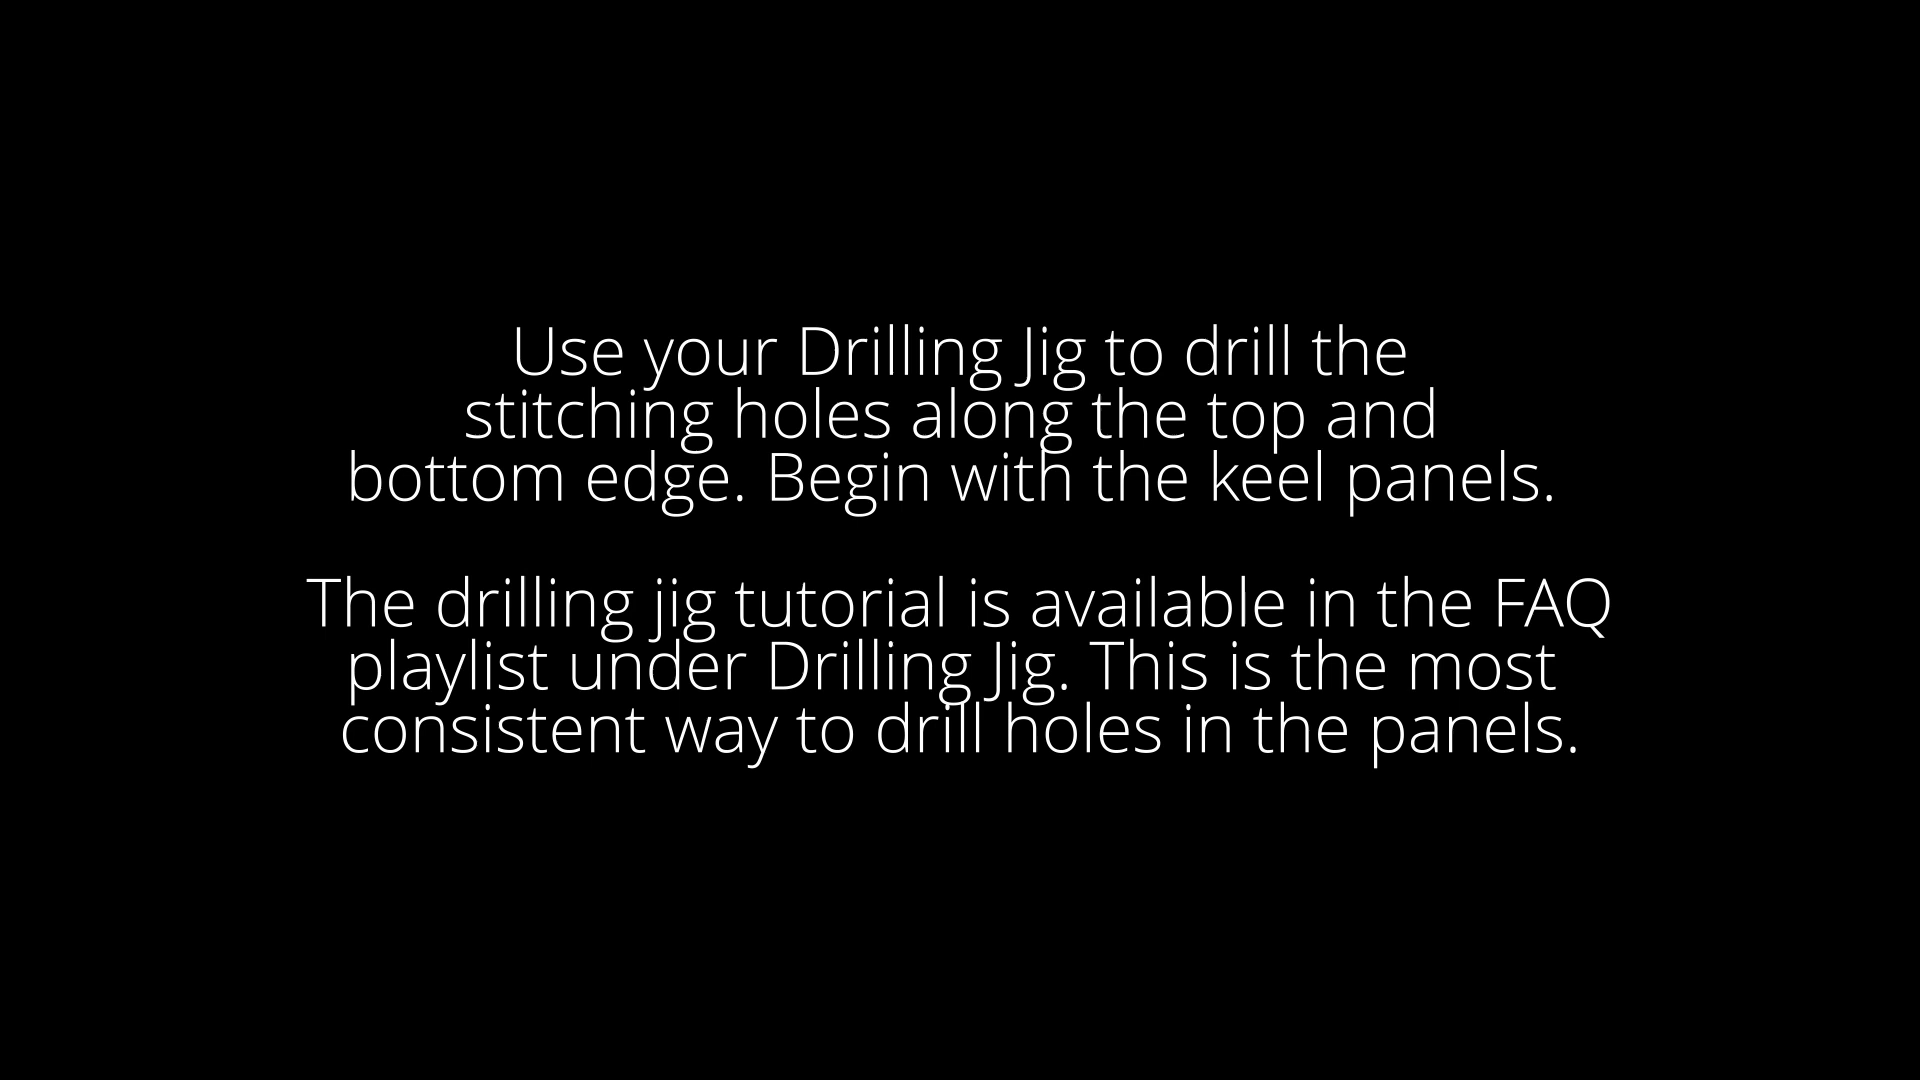 Use your Drilling Jig to drill the
stitching holes along the top and
bottom edge. Begin with the keel panels.
The drilling jig tutorial is available in the FAQ
playlist under Drilling Jig. This is the most
consistent way to drill holes in the panels.